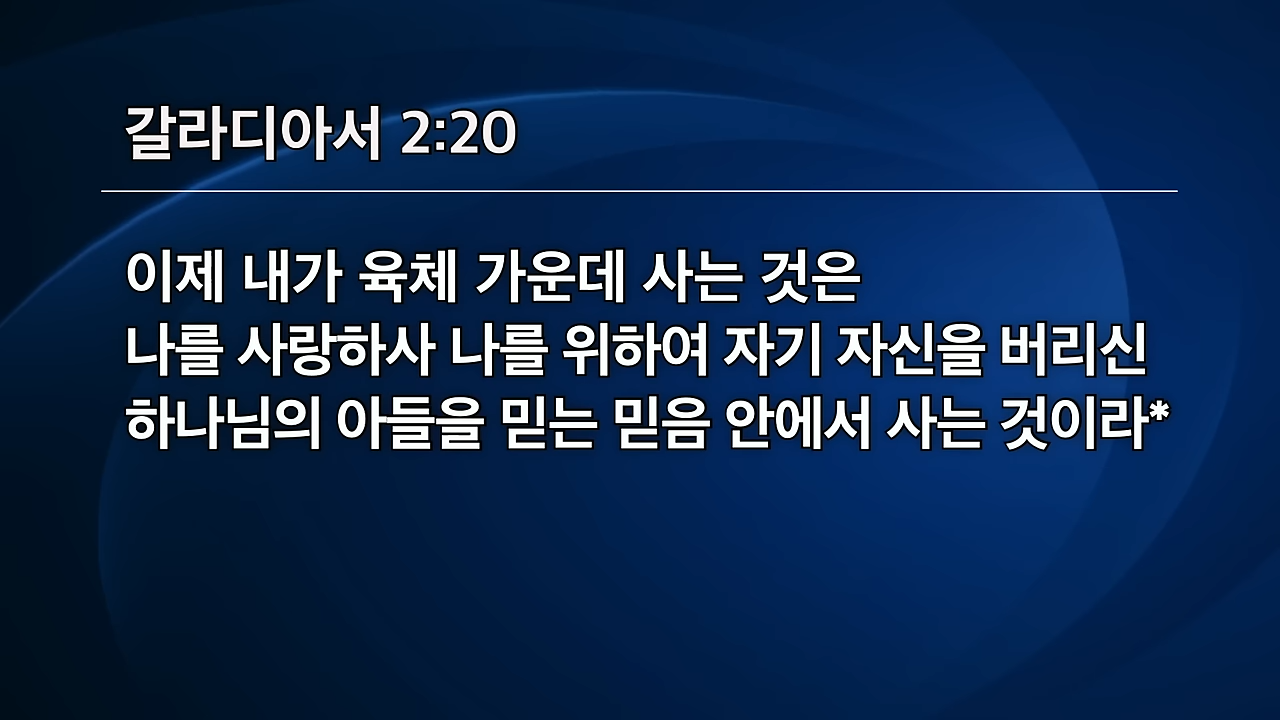 갈라디아서 2:20
이제 내가 육체 가운데 사는 것은
나를 사랑하사 나를 위하여 자기 자신을 버리신
하나님의 아들을 믿는 믿음 안에서 사는 것이라*